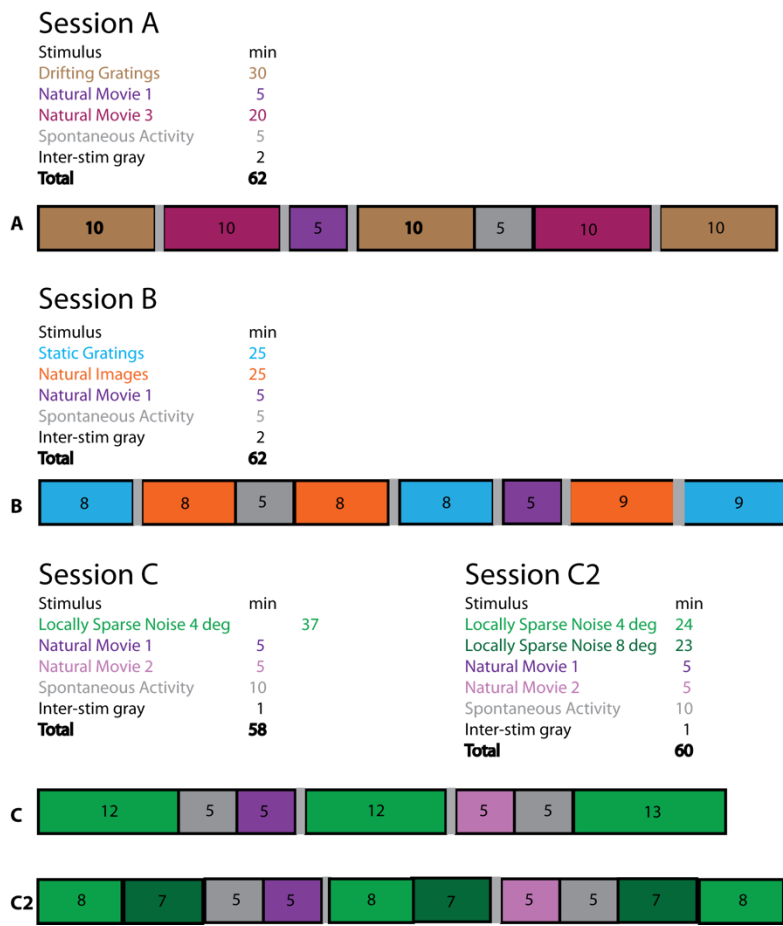 Session A
Stimulus min
Drifting Gratings 30
Natural Movie 1 5
Natural Movie 3 20
Spontaneous Activity 5
Inter-stim gray 2
Total 62
A 10 10 5 10 5 10 10
Session B
Stimulus min
Static Gratings 25
Natural Images 25
Natural Movie 1 5
Spontaneous Activity 5
Inter-stim gray 2
Total 62
B 8 8 5 8 8 5 9 9
Session C
Stimulus min
Locally Sparse Noise 4 deg 37
Natural Movie 1 5
Natural Movie 2 5
Spontaneous Activity 10
Inter-stim gray 1
Total 58
Session C2
Stimulus min
Locally Sparse Noise 4 deg 24
Locally Sparse Noise 8 deg 23
Natural Movie 1 5
Natural Movie 2 5
Spontaneous Activity 10
Inter-stim gray 1
Total 60
C 12 5 5 12 5 5 13
C2 8 7 5 5 8 7 5 5 7 8